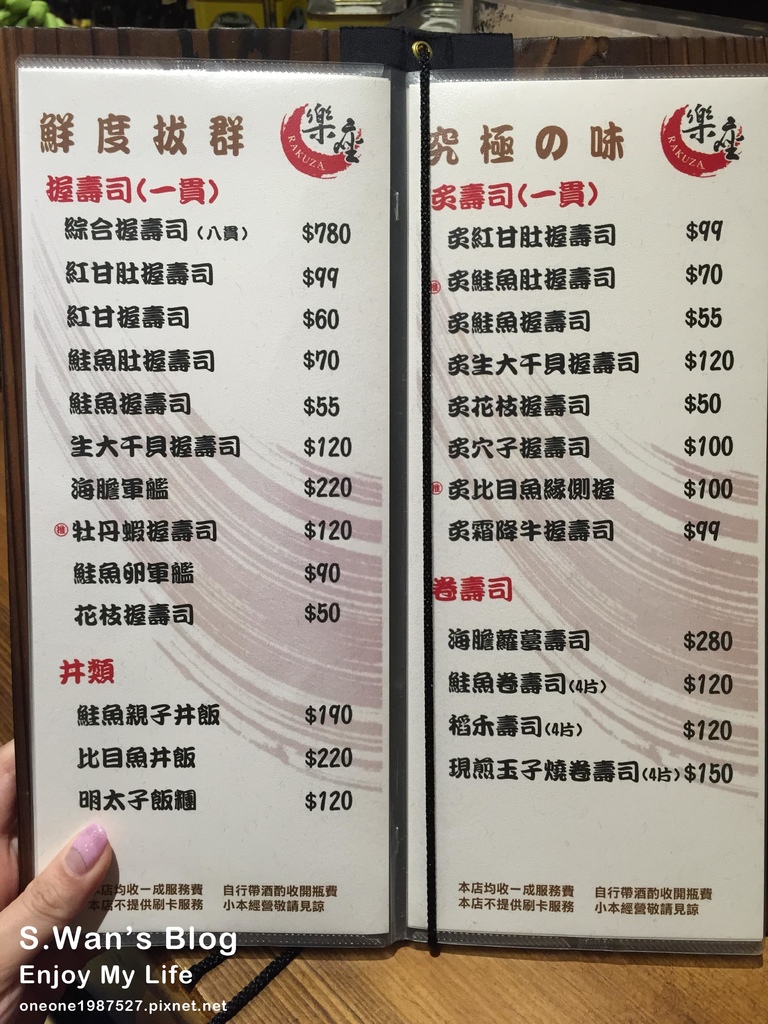 鮮度拔群
樂座
RAKUZA
握壽司(一貫)
綜合握壽司(八貫) $780
紅甘肚握壽司 $99
紅甘握壽司 $60
鮭魚肚握壽司 $70
鮭魚握壽司 $55
生大干貝握壽司 $120
海膽軍艦 $220
推 牡丹蝦握壽司 $120
鮭魚卵軍艦 $90
花枝握壽司 $50
丼類
鮭魚親子丼飯 $190
比目魚丼飯 $220
明太子飯糰 $120
本店均收一成服務費 自行帶酒酌收開瓶費
本店不提供刷卡服務 小本經營敬請見諒
究極の味
樂座
RAKUZA
炙壽司(一貫)
炙紅甘肚握壽司 $99
推 炙鮭魚肚握壽司 $70
炙鮭魚握壽司 $55
炙生大干貝握壽司 $120
炙花枝握壽司 $50
炙穴子握壽司 $100
推 炙比目魚緣側握 $100
炙霜降牛握壽司 $99
卷壽司
海膽蘿蔓壽司 $280
鮭魚卷壽司(4片) $120
稻禾壽司(4片) $120
現煎玉子燒卷壽司(4片) $150
本店均收一成服務費 自行帶酒酌收開瓶費
本店不提供刷卡服務 小本經營敬請見諒
S.Wan's Blog
Enjoy My Life
oneone1987527.pixnet.net